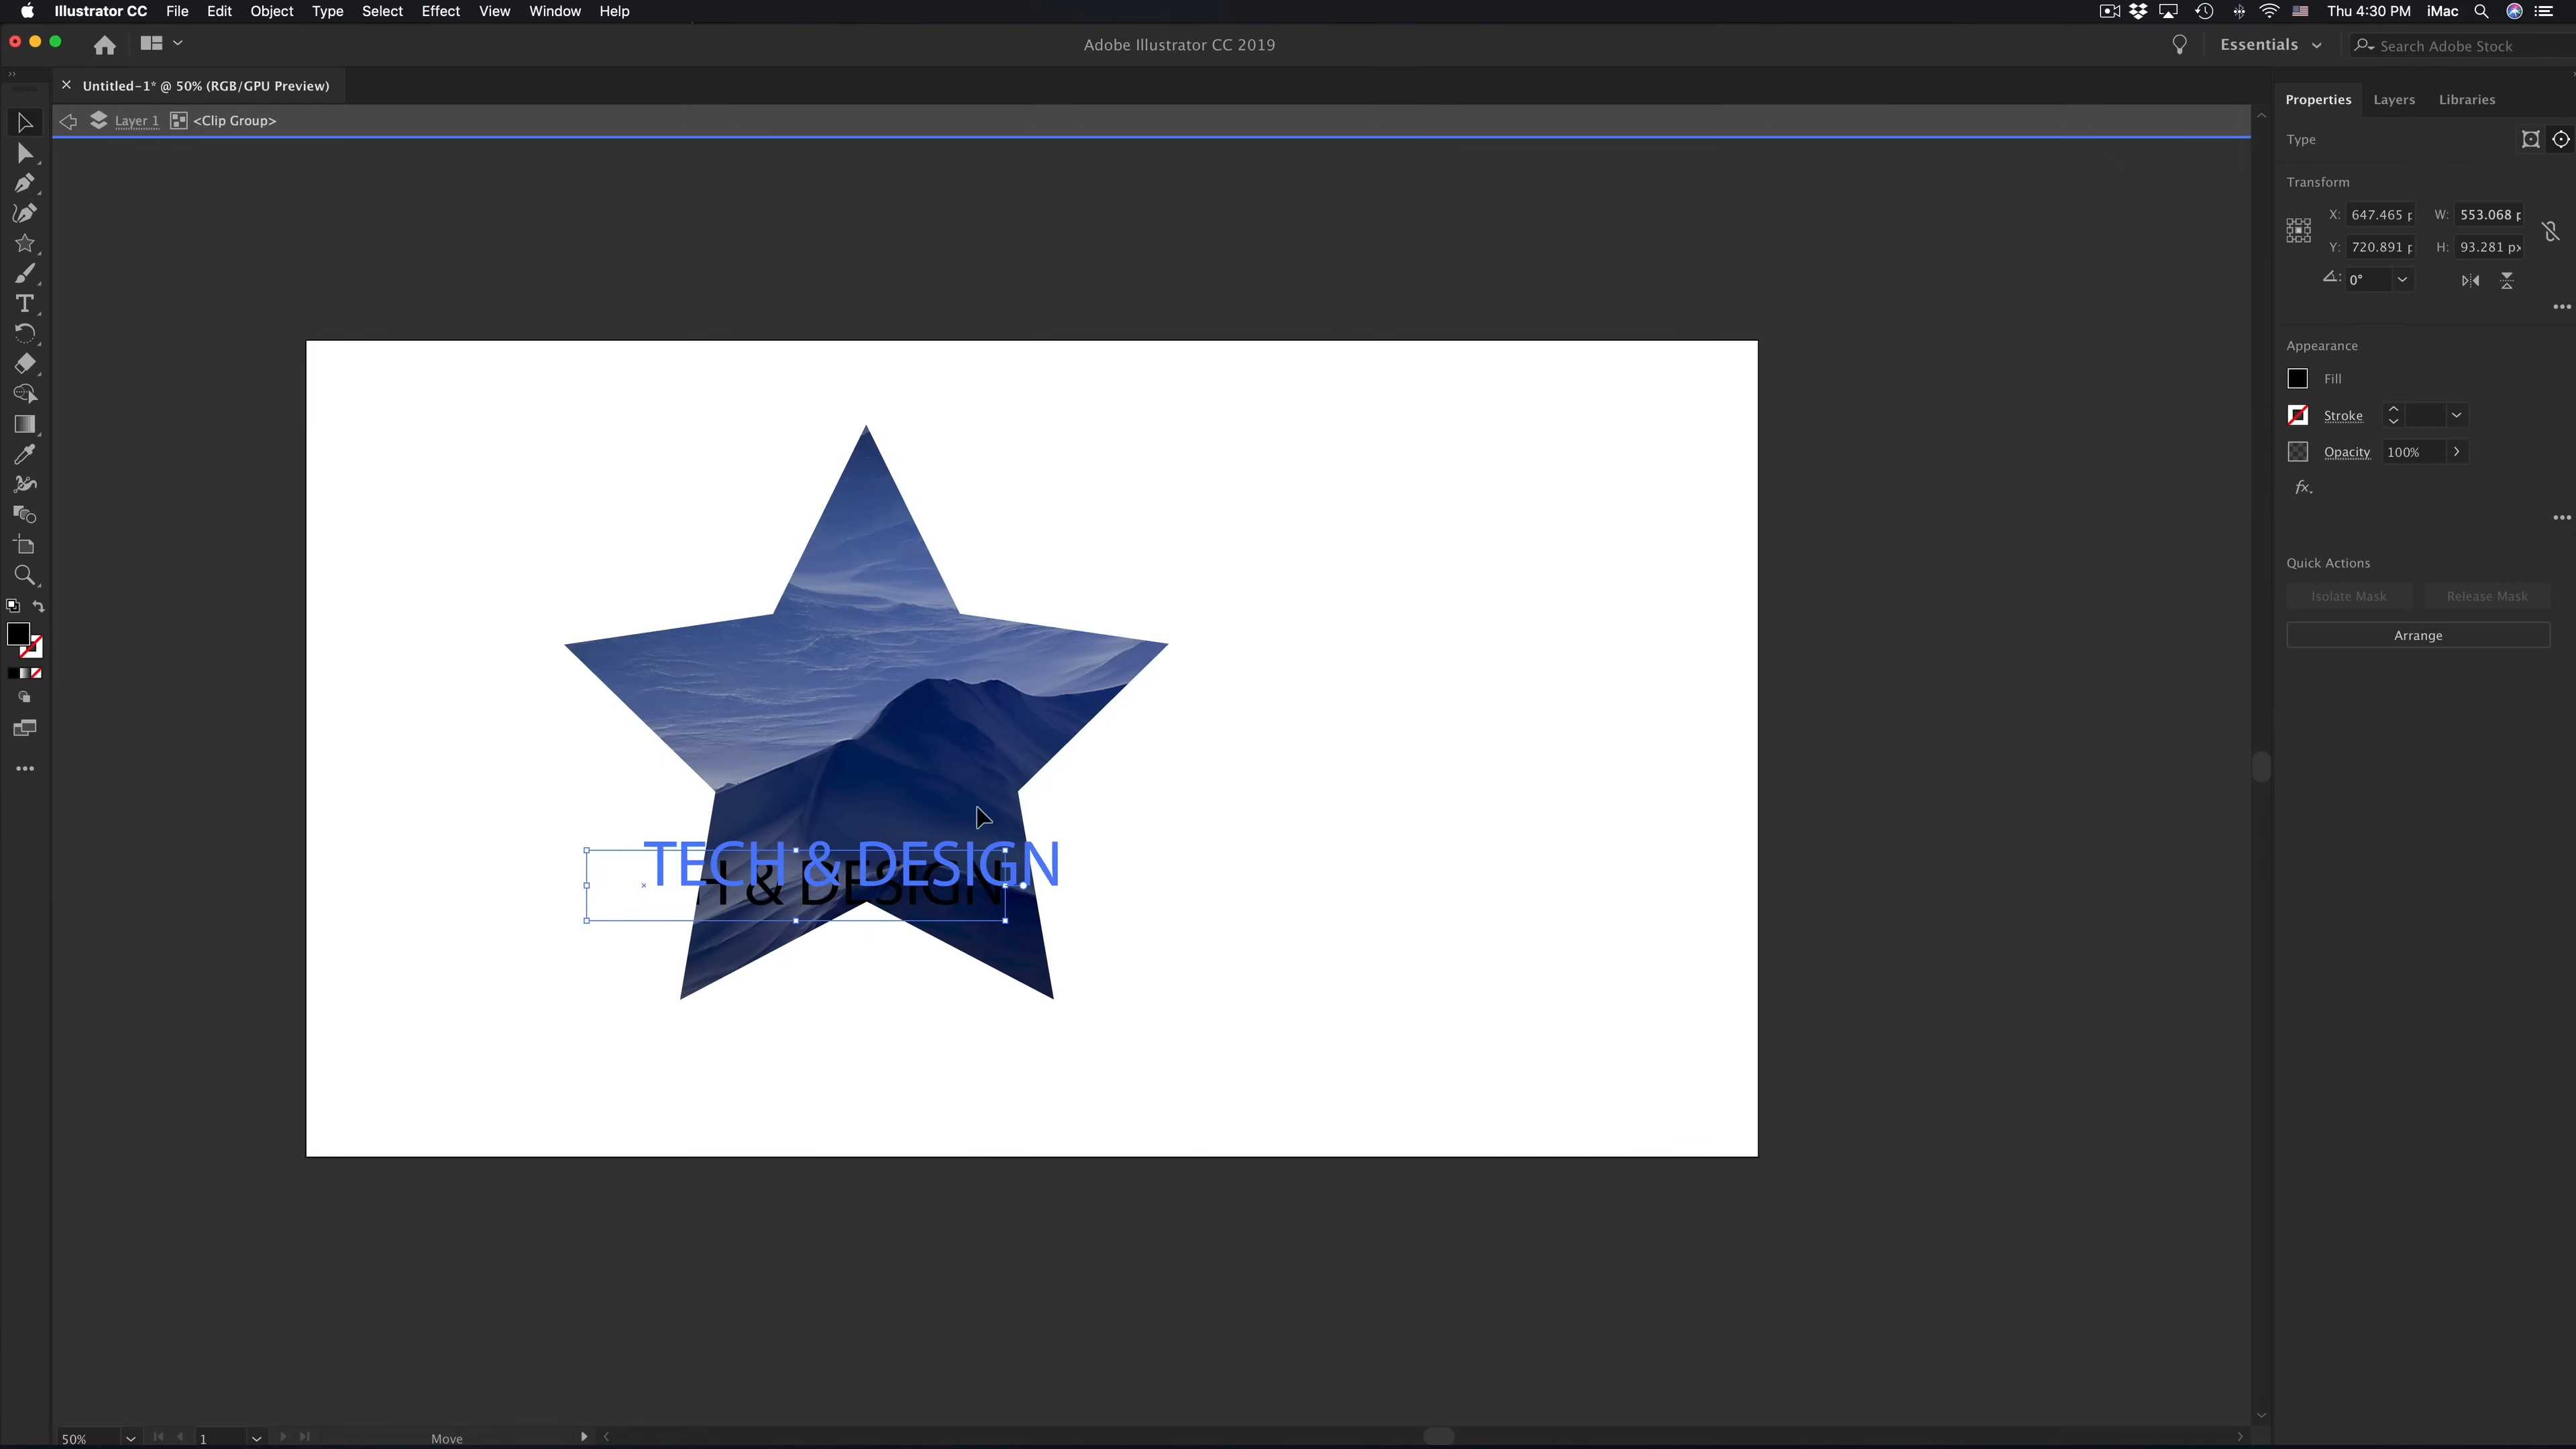 Illustrator CC File Edit Object Type Select Effect View Window Help Thu 4:30 PM iMac
Adobe Illustrator CC 2019 Essentials Search Adobe Stock
Untitled-1* @ 50% (RGB/GPU Preview)
Layer 1 <Clip Group>
Properties Layers Libraries
Type
Transform
X: 647.465 p W: 553.068 p
Y: 720.891 p H: 93.281 px
0°
Appearance
Fill
Stroke
Opacity 100%
fx
Quick Actions
Isolate Mask Release Mask
Arrange
TECH & DESIGN
H & DESIGN
50% 1 Move